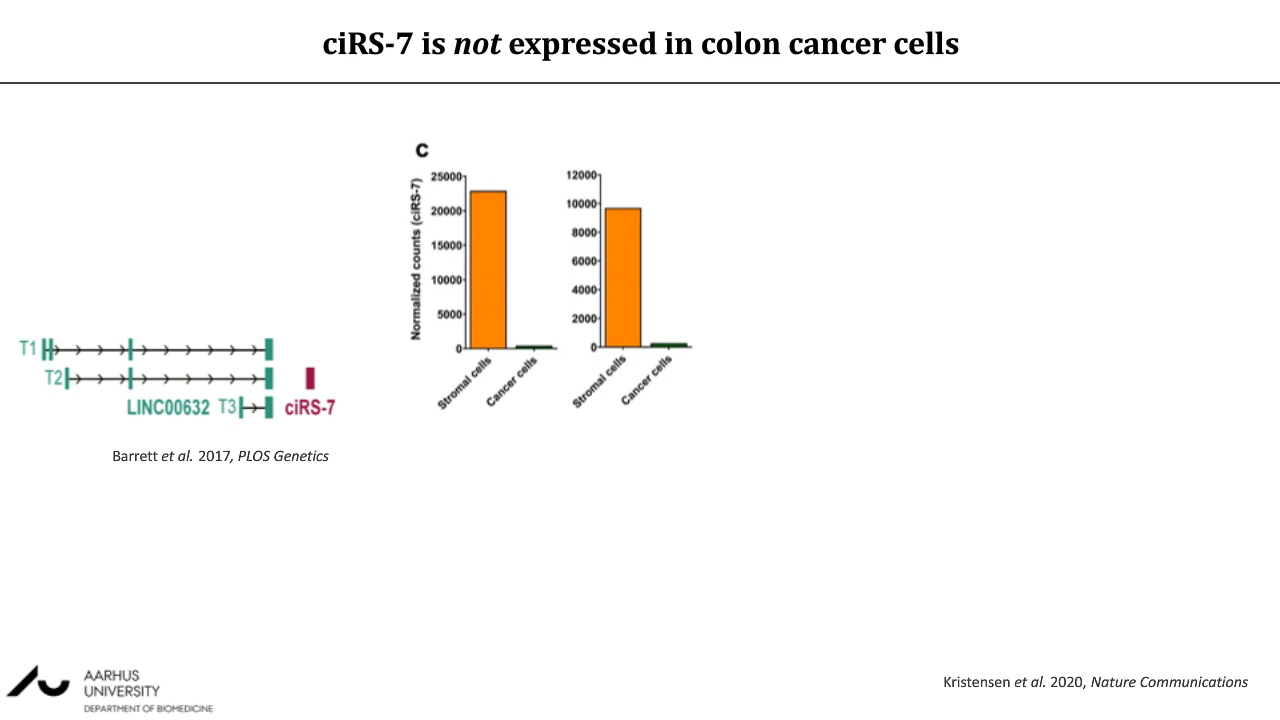 ciRS-7 is not expressed in colon cancer cells
T1
T2
LINC00632 T3
ciRS-7
Barrett et al. 2017, PLOS Genetics
C
Normalized counts (ciRS-7)
25000
20000
15000
10000
5000
0
Stromal cells
Cancer cells
12000
10000
8000
6000
4000
2000
0
Stromal cells
Cancer cells
AARHUS
UNIVERSITY
DEPARTMENT OF BIOMEDICINE
Kristensen et al. 2020, Nature Communications